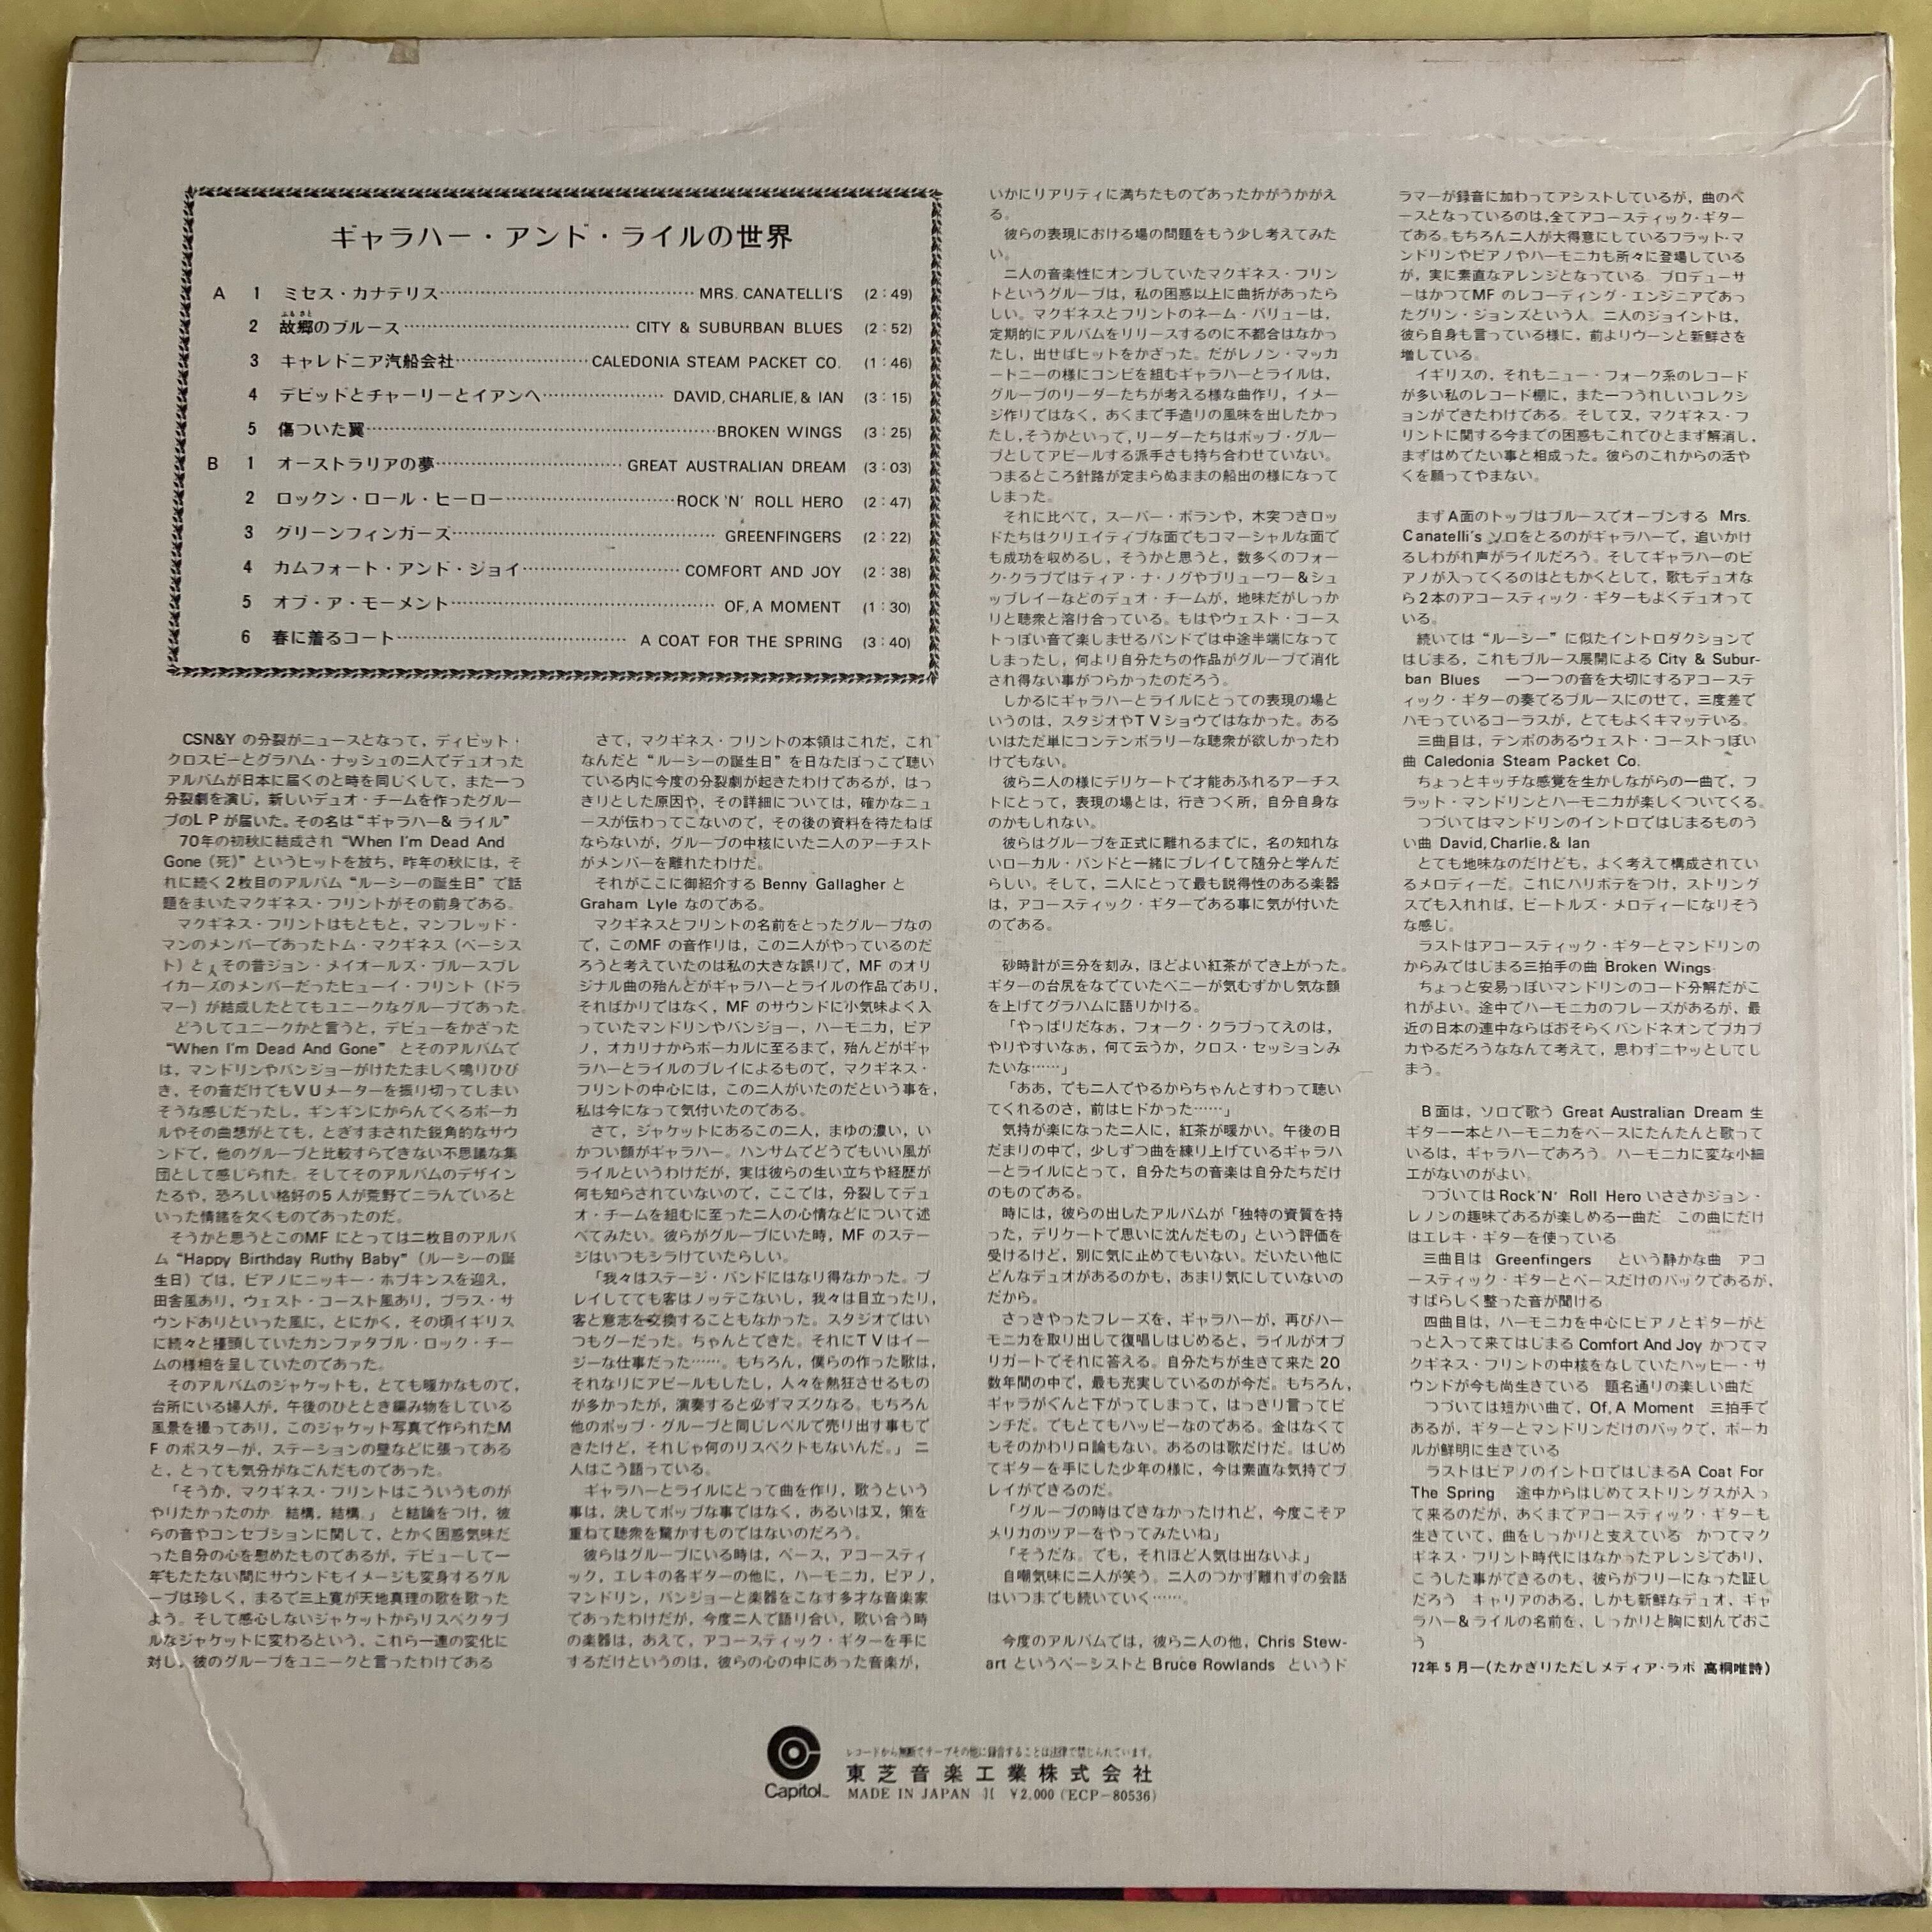 ギャラハー・アンド・ライルの世界
A 1 ミセス・カナテリス……MRS. CANATELLI'S (2:49)
ふるさと
2 故郷のブルース……CITY & SUBURBAN BLUES (2:52)
3 キャレドニア汽船会社……CALEDONIA STEAM PACKET CO. (1:46)
4 デビッドとチャーリーとイアンへ……DAVID, CHARLIE, & IAN (3:15)
5 傷ついた翼……BROKEN WINGS (3:25)
B 1 オーストラリアの夢……GREAT AUSTRALIAN DREAM (3:03)
2 ロックン・ロール・ヒーロー……ROCK 'N' ROLL HERO (2:47)
3 グリーンフィンガーズ……GREENFINGERS (2:22)
4 カムフォート・アンド・ジョイ……COMFORT AND JOY (2:38)
5 オブ・ア・モーメント……OF, A MOMENT (1:30)
6 春に着るコート……A COAT FOR THE SPRING (3:40)
CSN&Y の分裂がニュースとなって，ディビット・
クロスビーとグラハム・ナッシュの二人でデュオった
アルバムが日本に届くのと時を同じくして，また一つ
分裂劇を演じ，新しいデュオ・チームを作ったグルー
プのLPが届いた。その名は“ギャラハー& ライル”
70年の初秋に結成され “When I'm Dead And
Gone (死)” というヒットを放ち，昨年の秋には，そ
れに続く2枚目のアルバム “ルーシーの誕生日” で話
題をまいたマクギネス・フリントがその前身である。
マクギネス・フリントはもともと，マンフレッド・
マンのメンバーであったトム・マクギネス（ベーシス
ト）と，その昔ジョン・メイオールズ・ブルースブレ
イカーズのメンバーだったヒューイ・フリント（ドラ
マー）が結成したとてもユニークなグループであった。
どうしてユニークかと言うと，デビューをかざった
“When I'm Dead And Gone” とそのアルバムで
は，マンドリンやバンジョーがけたたましく鳴りひび
き，その音だけでもVUメーターを振り切ってしまい
そうな感じだったし，ギンギンにからんでくるボーカ
ルやその曲想がとても，とぎすまされた鋭角的なサウ
ンドで，他のグループと比較すらできない不思議な集
団として感じられた。そしてそのアルバムのデザイン
たるや，恐ろしい格好の5人が荒野でニラんでいると
いった情緒を欠くものであったのだ。
そうかと思うとこのMF にとっては二枚目のアルバ
ム “Happy Birthday Ruthy Baby” (ルーシーの誕
生日) では，ピアノにニッキー・ホプキンスを迎え，
田舎風あり，ウェスト・コースト風あり，ブラス・サ
ウンドありといった風に，とにかく，その頃イギリス
に続々と擡頭していたカンファタブル・ロック・チー
ムの様相を呈していたのであった。
そのアルバムのジャケットも，とても暖かなもので，
台所にいる婦人が，午後のひととき編み物をしている
風景を撮ってあり，このジャケット写真で作られたM
F のポスターが，ステーションの壁などに張ってある
と，とっても気分がなごんだものであった。
「そうか，マクギネス・フリントはこういうものが
やりたかったのか 結構，結構。」と結論をつけ，彼
らの音やコンセプションに関して，とかく困惑気味だ
った自分の心を慰めたものであるが，デビューして一
年もたたない間にサウンドもイメージも変身するグル
ープは珍しく，まるで三上寛が天地真理の歌を歌った
よう。そして感心しないジャケットからリスペクタブ
ルなジャケットに変わるという，これら一連の変化に
対し，彼のグループをユニークと言ったわけである
さて，マクギネス・フリントの本領はこれだ，これ
なんだと “ルーシーの誕生日” を日なたぼっこで聴い
ている内に今度の分裂劇が起きたわけであるが，はっ
きりとした原因や，その詳細については，確かなニュ
ースが伝わってこないので，その後の資料を待たねば
ならないが，グループの中核にいた二人のアーチスト
がメンバーを離れたわけだ。
それがここに御紹介する Benny Gallagher と
Graham Lyle なのである。
マクギネスとフリントの名前をとったグループなの
で，このMF の音作りは，この二人がやっているのだ
ろうと考えていたのは私の大きな誤りで，MF のオリ
ジナル曲の殆んどがギャラハーとライルの作品であり，
そればかりではなく，MF のサウンドに小気味よく入
っていたマンドリンやバンジョー，ハーモニカ，ピア
ノ，オカリナからボーカルに至るまで，殆んどがギャ
ラハーとライルのプレイによるもので，マクギネス・
フリントの中心には，この二人がいたのだという事を，
私は今になって気付いたのである。
さて，ジャケットにあるこの二人，まゆの濃い，い
かつい顔がギャラハー。ハンサムでどうでもいい風が
ライルというわけだが，実は彼らの生い立ちや経歴が
何も知らされていないので，ここでは，分裂してデュ
オ・チームを組むに至った二人の心情などについて述
べてみたい。彼らがグループにいた時，MF のステー
ジはいつもシラけていたらしい。
「我々はステージ・バンドにはなり得なかった。プ
レイしてても客はノッテこないし，我々は目立ったり，
客と意志を交換することもなかった。スタジオではい
つもグーだった。ちゃんとできた。それにTVはイー
ジーな仕事だった……。もちろん，僕らの作った歌は，
それなりにアピールもしたし，人々を熱狂させるもの
が多かったが，演奏すると必ずマズクなる。もちろん
他のポップ・グループと同じレベルで売り出す事もで
きたけど，それじゃ何のリスペクトもないんだ。」 二
人はこう語っている。
ギャラハーとライルにとって曲を作り，歌うという
事は，決してポップな事ではなく，あるいは又，策を
重ねて聴衆を驚かすものではないのだろう。
彼らはグループにいる時は，ベース，アコースティ
ック，エレキの各ギターの他に，ハーモニカ，ピアノ，
マンドリン，バンジョーと楽器をこなす多才な音楽家
であったわけだが，今度二人で語り合い，歌い合う時
の楽器は，あえて，アコースティック・ギターを手に
するだけというのは，彼らの心の中にあった音楽が，
いかにリアリティに満ちたものであったかがうかがえ
る。
彼らの表現における場の問題をもう少し考えてみた
い。
二人の音楽性にオンブしていたマクギネス・フリン
トというグループは，私の困惑以上に曲折があったら
しい。マクギネスとフリントのネーム・バリューは，
定期的にアルバムをリリースするのに不都合はなかっ
たし，出せばヒットをかざった。だがレノン・マッカ
ートニーの様にコンビを組むギャラハーとライルは，
グループのリーダーたちが考える様な曲作り，イメー
ジ作りではなく，あくまで手造りの風味を出したかっ
たし，そうかといって，リーダーたちはポップ・グルー
プとしてアピールする派手さも持ち合わせていない。
つまるところ針路が定まらぬままの船出の様になって
しまった。
それに比べて，スーパー・ボランや，木突つきロッ
ドたちはクリエイティブな面でもコマーシャルな面で
も成功を収めるし，そうかと思うと，数多くのフォー
ク・クラブではティア・ナ・ノグやブリューワー&シュ
ップレイーなどのデュオ・チームが，地味だがしっか
りと聴衆と溶け合っている。もはやウェスト・コース
トっぽい音で楽しませるバンドでは中途半端になって
しまったし，何より自分たちの作品がグループで消化
され得ない事がつらかったのだろう。
しかるにギャラハーとライルにとっての表現の場と
いうのは，スタジオやTVショウではなかった。ある
いはただ単にコンテンポラリーな聴衆が欲しかったわ
けでもない。
彼ら二人の様にデリケートで才能あふれるアーチス
トにとって，表現の場とは，行きつく所，自分自身な
のかもしれない。
彼らはグループを正式に離れるまでに，名の知れな
いローカル・バンドと一緒にプレイして随分と学んだ
らしい。そして，二人にとって最も説得性のある楽器
は，アコースティック・ギターである事に気が付いた
のである。
砂時計が三分を刻み，ほどよい紅茶ができ上がった。
ギターの台尻をなでていたベニーが気むずかし気な顔
を上げてグラハムに語りかける。
「やっぱりだなぁ，フォーク・クラブってえのは，
やりやすいなぁ，何て云うか，クロス・セッションみ
たいな……」
「ああ，でも二人でやるからちゃんとすわって聴い
てくれるのさ，前はヒドかった……」
気持が楽になった二人に，紅茶が暖かい。午後の日
だまりの中で，少しずつ曲を練り上げているギャラハ
ーとライルにとって，自分たちの音楽は自分たちだけ
のものである。
時には，彼らの出したアルバムが「独特の資質を持
った，デリケートで思いに沈んだもの」という評価を
受けるけど，別に気に止めてもいない。だいたい他に
どんなデュオがあるのかも，あまり気にしていないの
だから。
さっきやったフレーズを，ギャラハーが，再びハー
モニカを取り出して復唱しはじめると，ライルがオブ
リガートでそれに答える。自分たちが生きて来た 20
数年間の中で，最も充実しているのが今だ。もちろん，
ギャラがぐんと下がってしまって，はっきり言ってピ
ンチだ。でもとてもハッピーなのである。金はなくて
もそのかわり口論もない。あるのは歌だけだ。はじめ
てギターを手にした少年の様に，今は素直な気持でプ
レイができるのだ。
「グループの時はできなかったけれど，今度こそア
メリカのツアーをやってみたいね」
「そうだな。でも，それほど人気は出ないよ」
自嘲気味に二人が笑う。二人のつかず離れずの会話
はいつまでも続いていく……。
今度のアルバムでは，彼ら二人の他，Chris Stew-
art というベーシストと Bruce Rowlands というド
ラマーが録音に加わってアシストしているが，曲のベ
ースとなっているのは，全てアコースティック・ギター
である。もちろん二人が大得意にしているフラット・マ
ンドリンやピアノやハーモニカも所々に登場している
が，実に素直なアレンジとなっている。プロデューサ
ーはかつてMF のレコーディング・エンジニアであっ
たグリン・ジョンズという人。二人のジョイントは，
彼ら自身も言っている様に，前よりウーンと新鮮さを
増している。
イギリスの，それもニュー・フォーク系のレコード
が多い私のレコード棚に，また一つうれしいコレクシ
ョンができたわけである。そして又，マクギネス・フ
リントに関する今までの困惑もこれでひとまず解消し，
まずはめでたい事と相成った。彼らのこれからの活や
くを願ってやまない。
まずA面のトップはブルースでオープンする Mrs.
Canatelli's ソロをとるのがギャラハーで，追いかけ
るしわがれ声がライルだろう。そしてギャラハーのピ
アノが入ってくるのはともかくとして，歌もデュオな
ら2本のアコースティック・ギターもよくデュオって
いる。
続いては “ルーシー” に似たイントロダクションで
はじまる，これもブルース展開による City & Subur-
ban Blues 一つ一つの音を大切にするアコーステ
ィック・ギターの奏でるブルースにのせて，三度差で
ハモっているコーラスが，とてもよくキマッテいる。
三曲目は，テンポのあるウェスト・コーストっぽい
曲 Caledonia Steam Packet Co.
ちょっとキッチな感覚を生かしながらの一曲で，フ
ラット・マンドリンとハーモニカが楽しくついてくる。
つづいてはマンドリンのイントロではじまるものう
い曲 David, Charlie, & Ian
とても地味なのだけども，よく考えて構成されてい
るメロディーだ。これにハリボテをつけ，ストリング
スでも入れれば，ビートルズ・メロディーになりそう
な感じ。
ラストはアコースティック・ギターとマンドリンの
からみではじまる三拍手の曲 Broken Wings
ちょっと安易っぽいマンドリンのコード分解だがこ
れがよい。途中でハーモニカのフレーズがあるが，最
近の日本の連中ならばおそらくバンドネオンでブカブ
カやるだろうななんて考えて，思わずニヤッとしてし
まう。
B面は，ソロで歌う Great Australian Dream 生
ギター一本とハーモニカをベースにたんたんと歌って
いるは，ギャラハーであろう。ハーモニカに変な小細
工がないのがよい。
つづいては Rock'N' Roll Hero いささかジョン・
レノンの趣味であるが楽しめる一曲だ この曲にだけ
はエレキ・ギターを使っている
三曲目は Greenfingers という静かな曲 アコ
ースティック・ギターとベースだけのバックであるが，
すばらしく整った音が聞ける
四曲目は，ハーモニカを中心にピアノとギターがど
っと入って来てはじまる Comfort And Joy かつてマ
クギネス・フリントの中核をなしていたハッピー・サ
ウンドが今も尚生きている 題名通りの楽しい曲だ
つづいては短かい曲で，Of, A Moment 三拍手で
あるが，ギターとマンドリンだけのバックで，ボーカ
ルが鮮明に生きている
ラストはピアノのイントロではじまるA Coat For
The Spring 途中からはじめてストリングスが入っ
て来るのだが，あくまでアコースティック・ギターも
生きていて，曲をしっかりと支えている かつてマク
ギネス・フリント時代にはなかったアレンジであり，
こうした事ができるのも，彼らがフリーになった証し
だろう キャリアのある，しかも新鮮なデュオ，ギャ
ラハー&ライルの名前を，しっかりと胸に刻んでおこ
う
72年5月―(たかぎりただしメディア・ラボ 高桐唯詩)
レコードから無断でテープその他に録音することは法律で禁じられています。
東芝音楽工業株式会社
Capitol
MADE IN JAPAN ¥2,000 (ECP-80536)